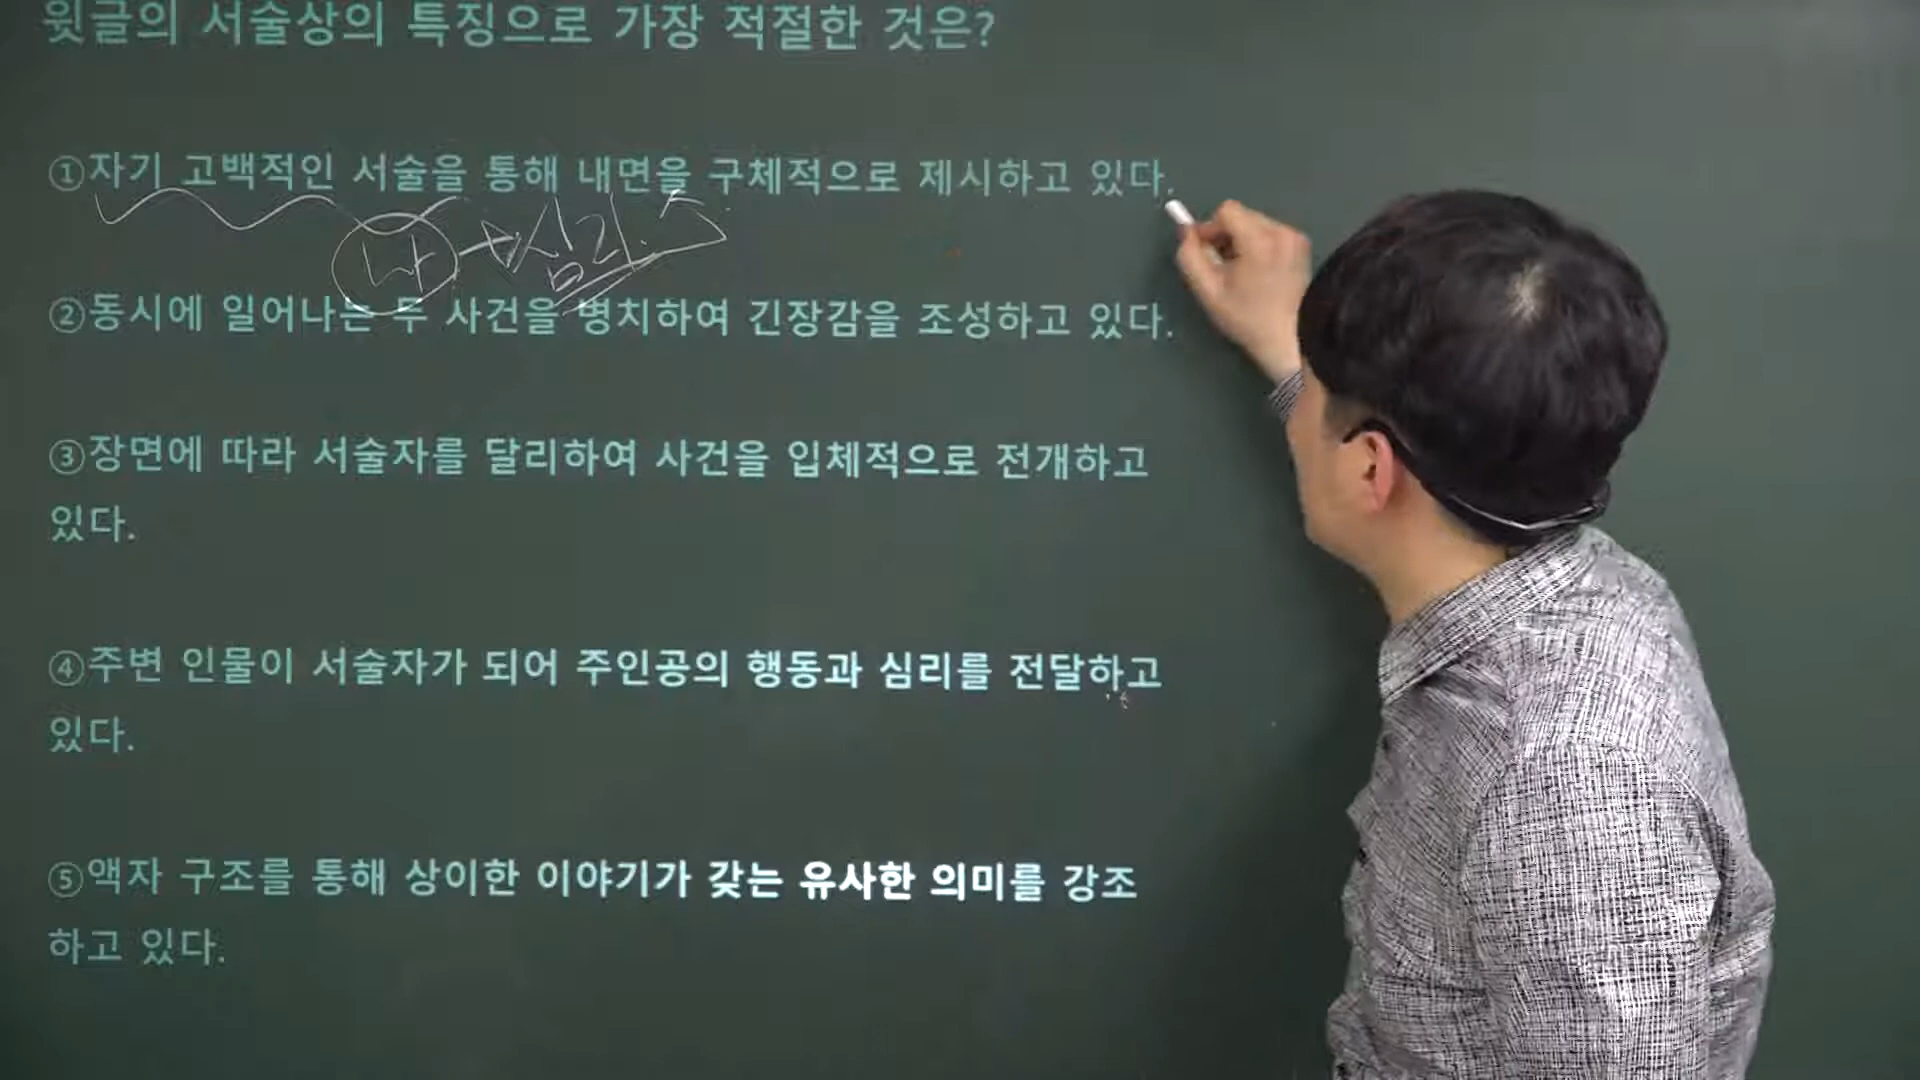 윗글의 서술상의 특징으로 가장 적절한 것은?
①자기 고백적인 서술을 통해 내면을 구체적으로 제시하고 있다.
나 → 심리
②동시에 일어나는 두 사건을 병치하여 긴장감을 조성하고 있다.
③장면에 따라 서술자를 달리하여 사건을 입체적으로 전개하고
있다.
④주변 인물이 서술자가 되어 주인공의 행동과 심리를 전달하고
있다.
⑤액자 구조를 통해 상이한 이야기가 갖는 유사한 의미를 강조
하고 있다.